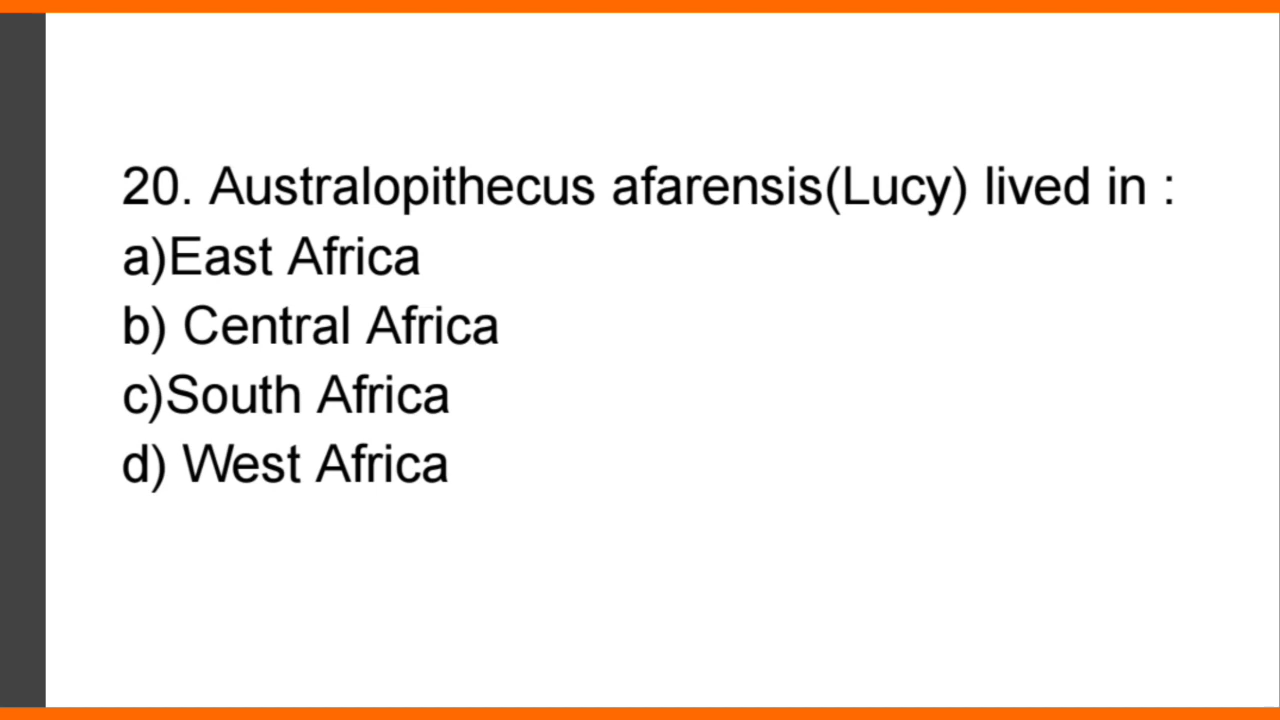 20. Australopithecus afarensis(Lucy) lived in :
a)East Africa
b) Central Africa
c)South Africa
d) West Africa